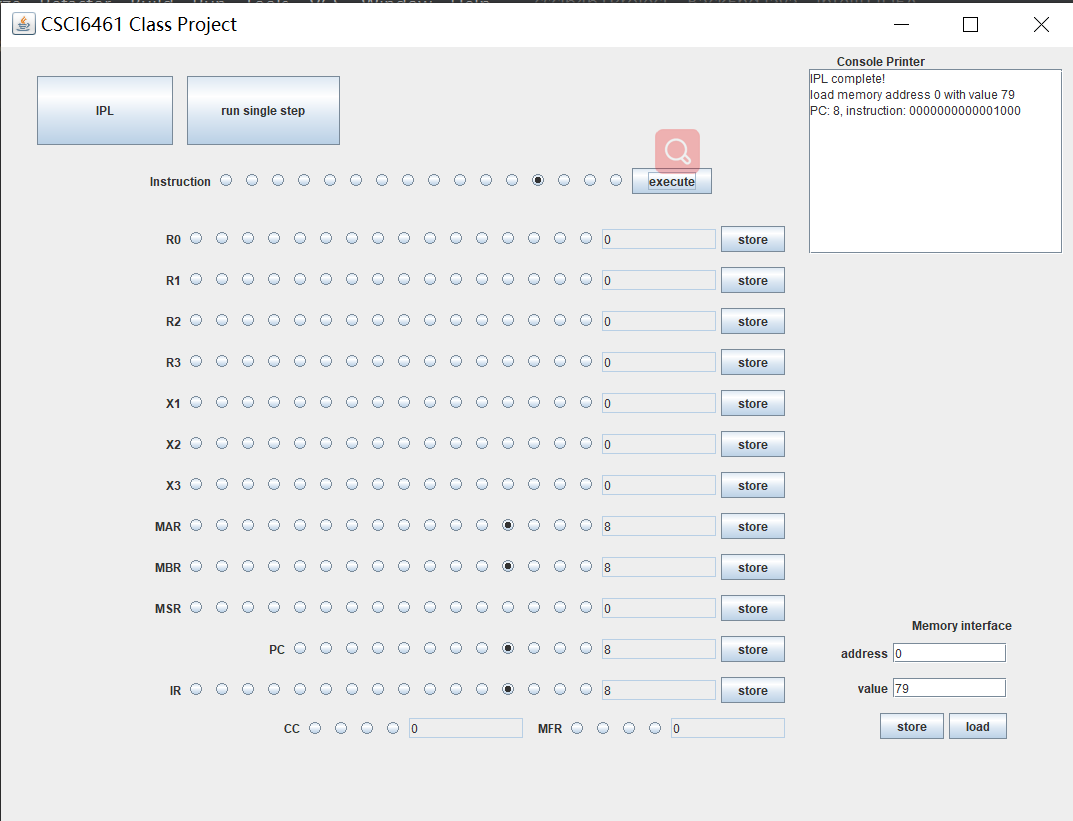 CSCI6461 Class Project
IPL
run single step
Console Printer
IPL complete!
load memory address 0 with value 79
PC: 8, instruction: 0000000000001000
Instruction
execute
R0 0 store
R1 0 store
R2 0 store
R3 0 store
X1 0 store
X2 0 store
X3 0 store
MAR 8 store
MBR 8 store
MSR 0 store
PC 8 store
IR 8 store
CC 0 MFR 0
Memory interface
address 0
value 79
store load